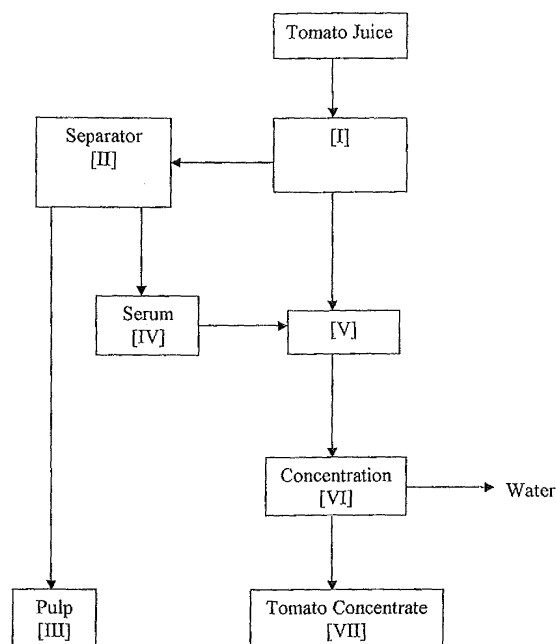 Tomato Juice
Separator
[II]
[I]
Serum
[IV]
[V]
Concentration
[VI]
Water
Pulp
[III]
Tomato Concentrate
[VII]